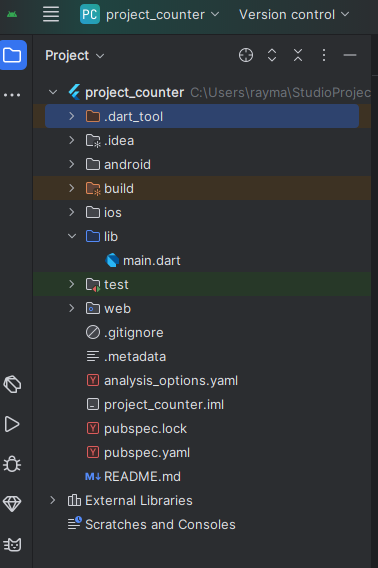 PC project_counter Version control
Project
project_counter C:\Users\rayma\StudioProjec
.dart_tool
.idea
android
build
ios
lib
main.dart
test
web
.gitignore
.metadata
Y analysis_options.yaml
project_counter.iml
Y pubspec.lock
Y pubspec.yaml
M↓ README.md
External Libraries
Scratches and Consoles